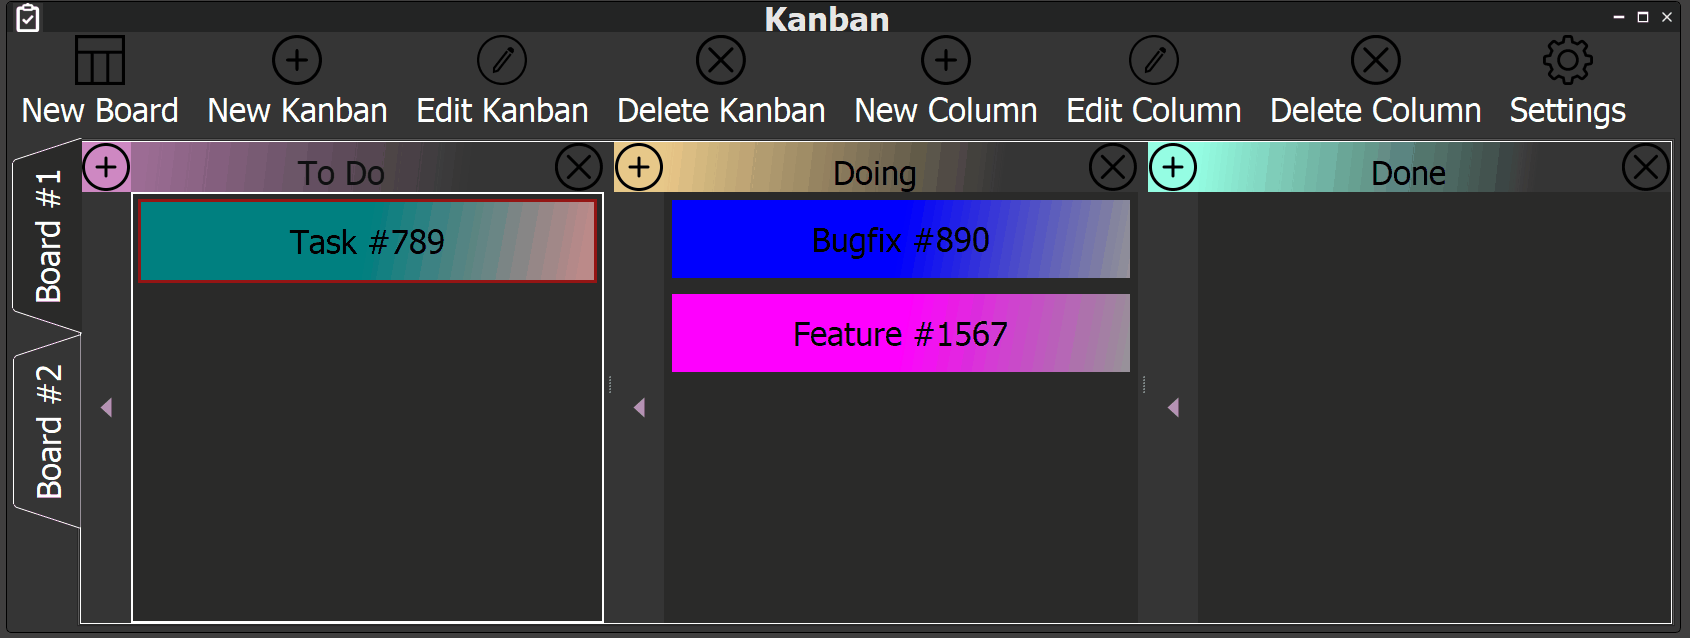 Kanban
New Board
New Kanban
Edit Kanban
Delete Kanban
New Column
Edit Column
Delete Column
Settings
Board #1
Board #2
To Do
Task #789
Doing
Bugfix #890
Feature #1567
Done